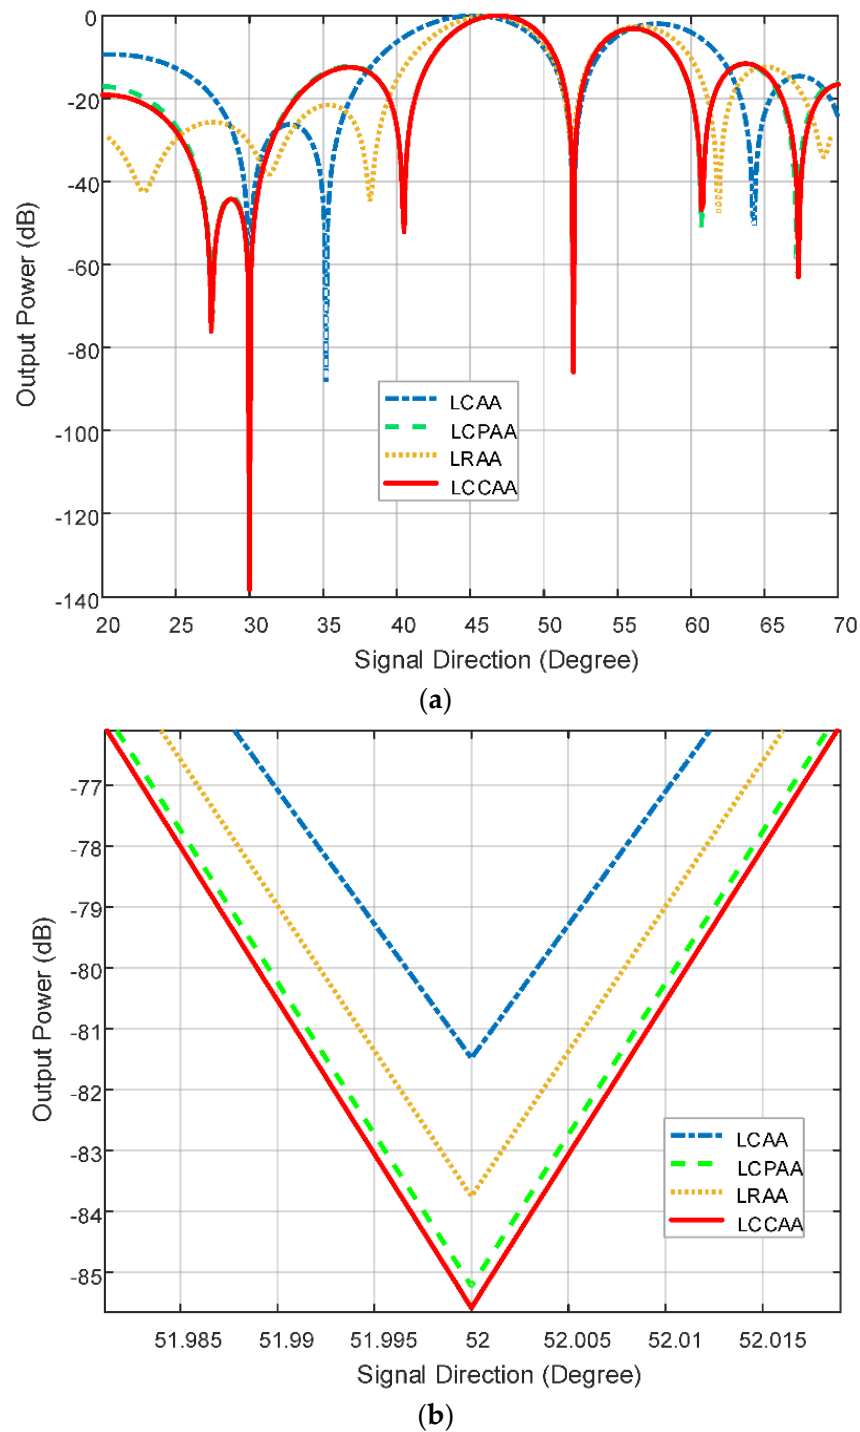 0
-20
-40
-60
-80
-100
-120
-140
Output Power (dB)
LCAA
LCPAA
LRAA
LCCAA
20 25 30 35 40 45 50 55 60 65 70
Signal Direction (Degree)
(a)
-77
-78
-79
-80
-81
-82
-83
-84
-85
Output Power (dB)
LCAA
LCPAA
LRAA
LCCAA
51.985 51.99 51.995 52 52.005 52.01 52.015
Signal Direction (Degree)
(b)